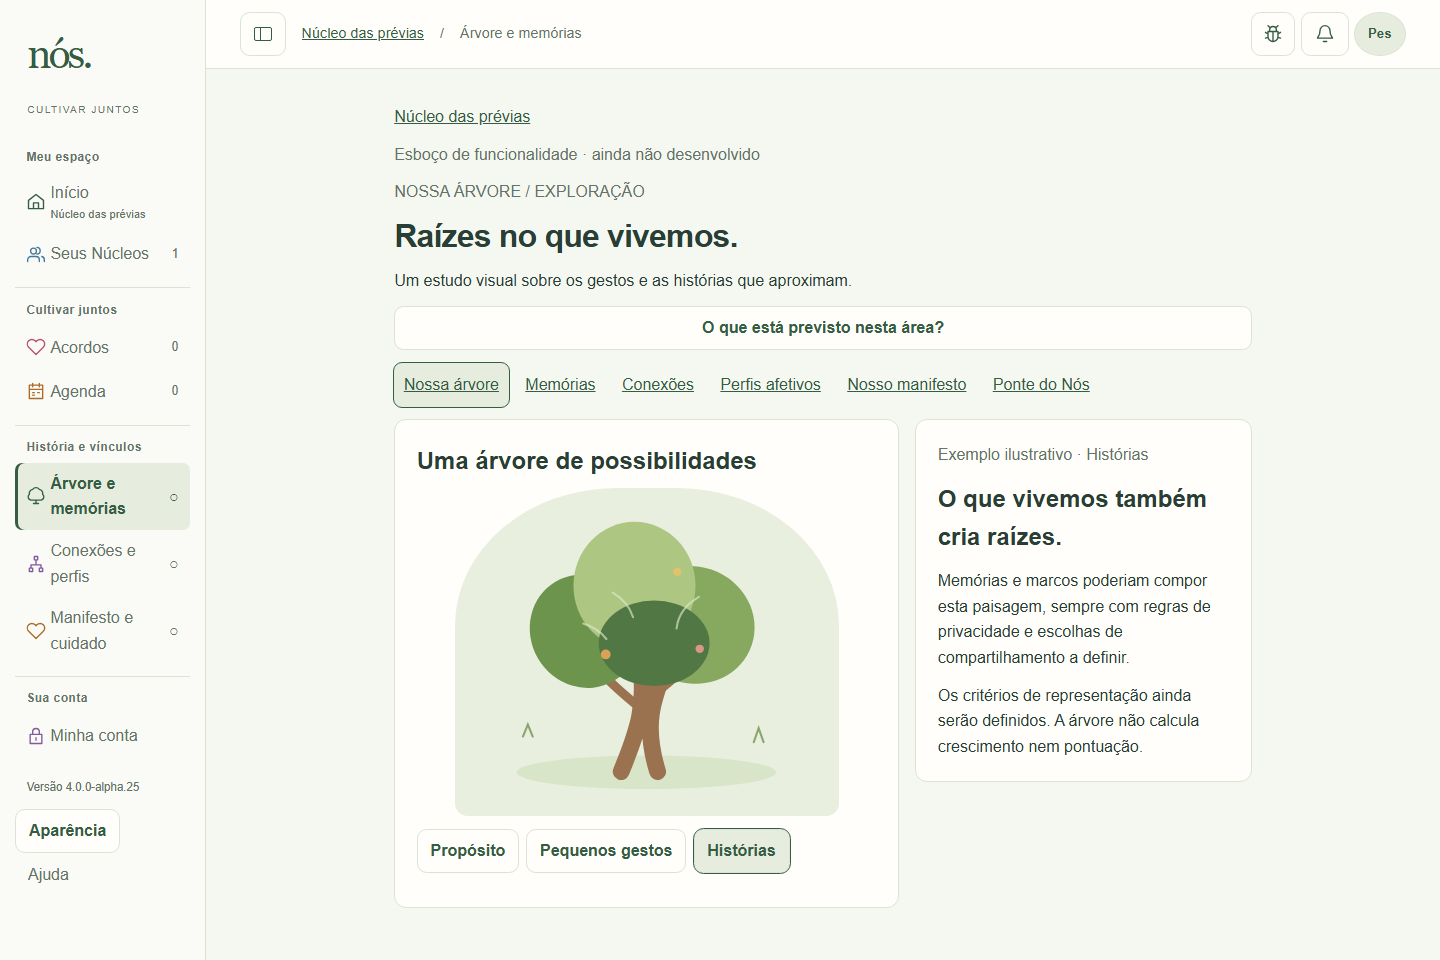 nós.
CULTIVAR JUNTOS
Meu espaço
Início
Núcleo das prévias
Seus Núcleos 1
Cultivar juntos
Acordos 0
Agenda 0
História e vínculos
Árvore e
memórias
Conexões e
perfis
Manifesto e
cuidado
Sua conta
Minha conta
Versão 4.0.0-alpha.25
Aparência
Ajuda
Núcleo das prévias / Árvore e memórias
Pes
Núcleo das prévias
Esboço de funcionalidade · ainda não desenvolvido
NOSSA ÁRVORE / EXPLORAÇÃO
Raízes no que vivemos.
Um estudo visual sobre os gestos e as histórias que aproximam.
O que está previsto nesta área?
Nossa árvore Memórias Conexões Perfis afetivos Nosso manifesto Ponte do Nós
Uma árvore de possibilidades
Propósito Pequenos gestos Histórias
Exemplo ilustrativo · Histórias
O que vivemos também
cria raízes.
Memórias e marcos poderiam compor
esta paisagem, sempre com regras de
privacidade e escolhas de
compartilhamento a definir.
Os critérios de representação ainda
serão definidos. A árvore não calcula
crescimento nem pontuação.